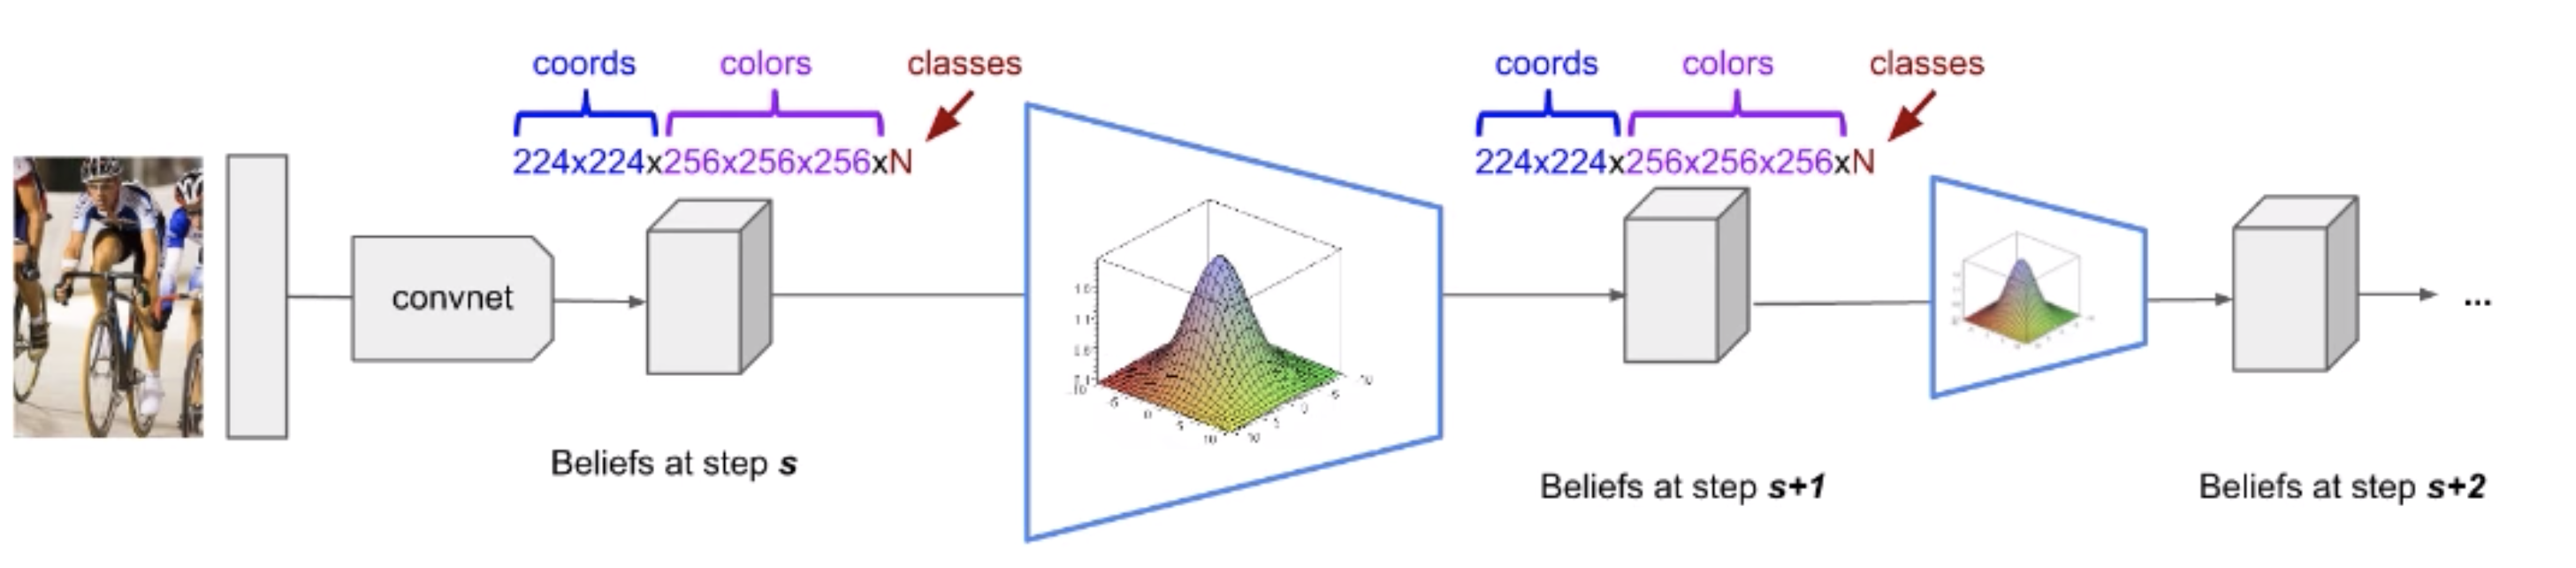 coords colors classes
224x224x256x256x256xN
convnet
Beliefs at step s
coords colors classes
224x224x256x256x256xN
Beliefs at step s+1
Beliefs at step s+2
...